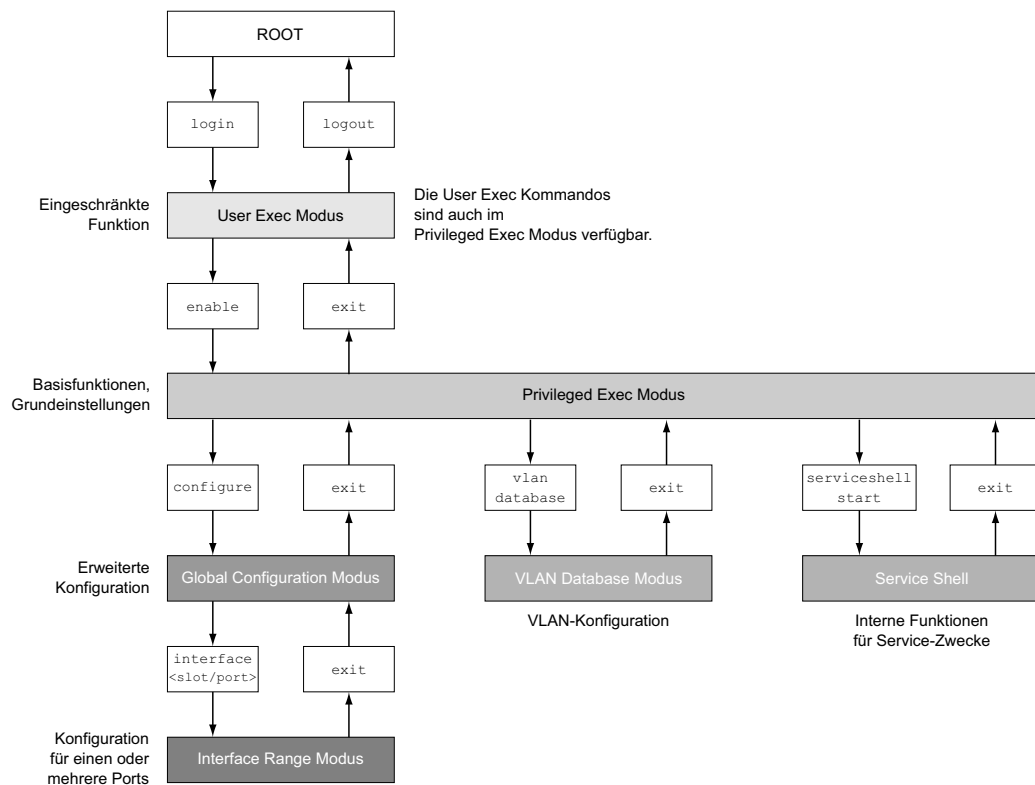 ROOT
login
logout
Eingeschränkte
Funktion
User Exec Modus
Die User Exec Kommandos
sind auch im
Privileged Exec Modus verfügbar.
enable
exit
Basisfunktionen,
Grundeinstellungen
Privileged Exec Modus
configure
exit
vlan
database
exit
serviceshell
start
exit
Erweiterte
Konfiguration
Global Configuration Modus
VLAN Database Modus
Service Shell
VLAN-Konfiguration
Interne Funktionen
für Service-Zwecke
interface
<slot/port>
exit
Konfiguration
für einen oder
mehrere Ports
Interface Range Modus